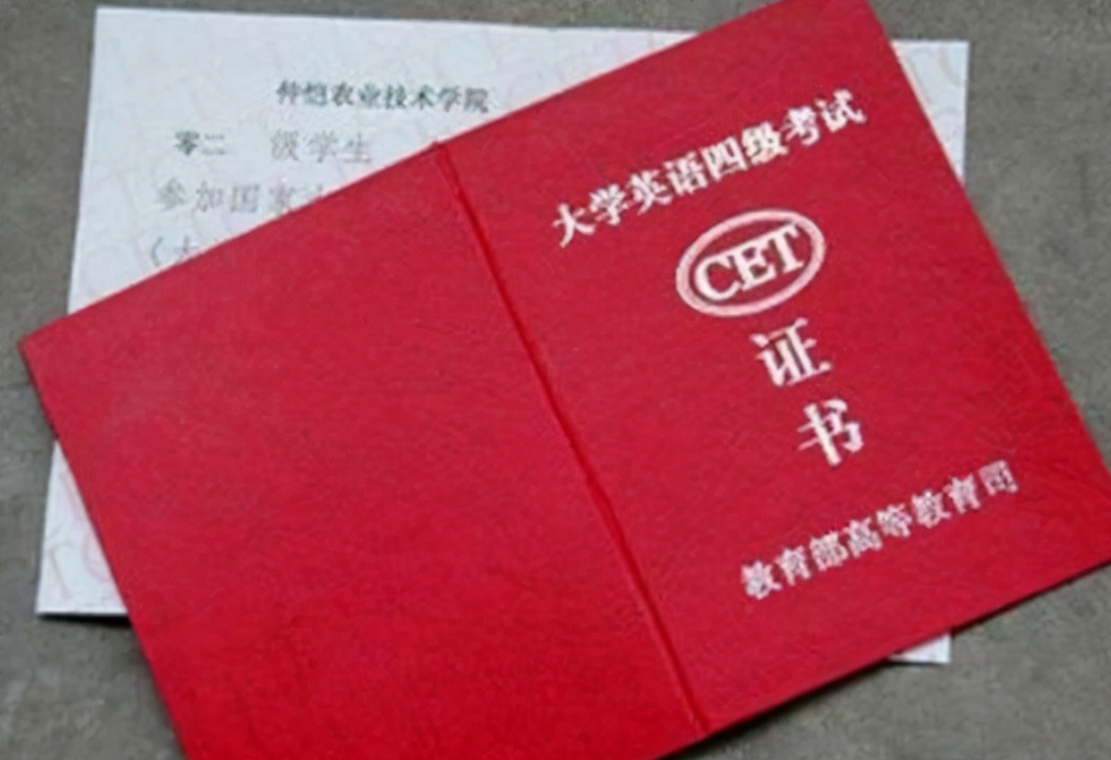 仲恺农业技术学院
零二 级学生
参加国家
(大
大学英语四级考试
CET
证
书
教育部高等教育司